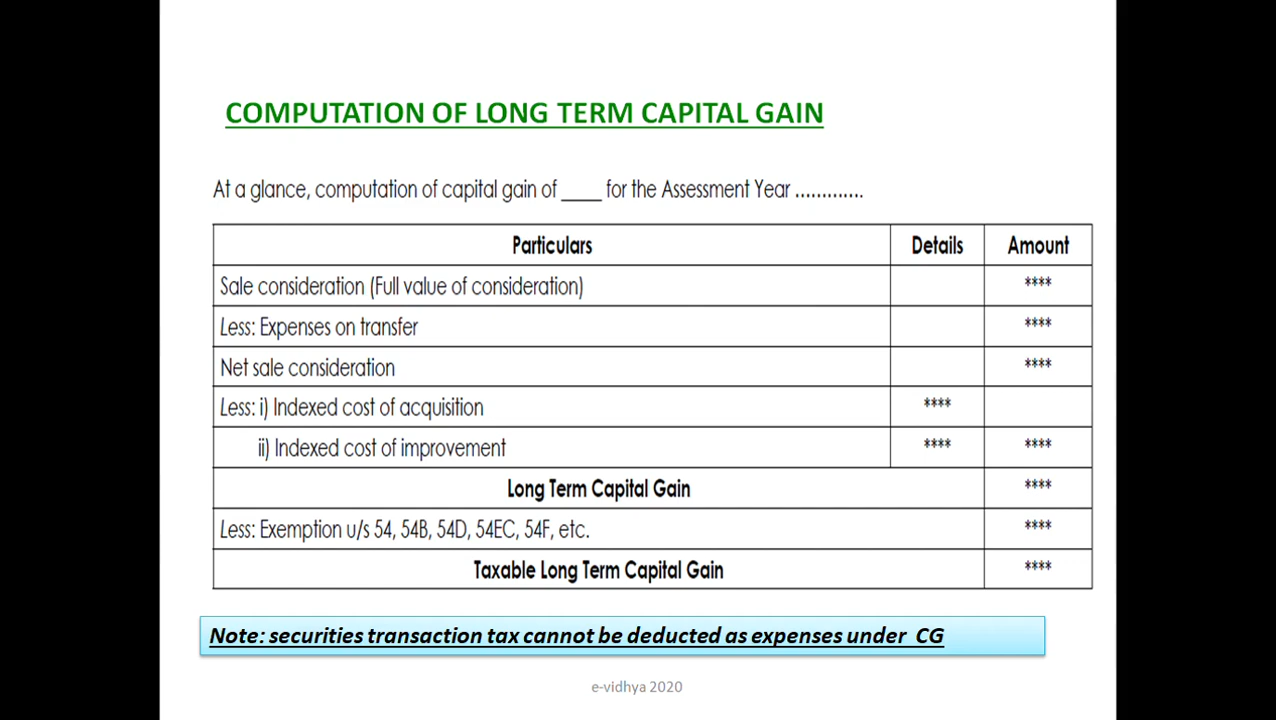 COMPUTATION OF LONG TERM CAPITAL GAIN
At a glance, computation of capital gain of ____ for the Assessment Year .............
Particulars Details Amount
Sale consideration (Full value of consideration) ****
Less: Expenses on transfer ****
Net sale consideration ****
Less: i) Indexed cost of acquisition ****
ii) Indexed cost of improvement **** ****
Long Term Capital Gain ****
Less: Exemption u/s 54, 54B, 54D, 54EC, 54F, etc. ****
Taxable Long Term Capital Gain ****
Note: securities transaction tax cannot be deducted as expenses under CG
e-vidhya 2020